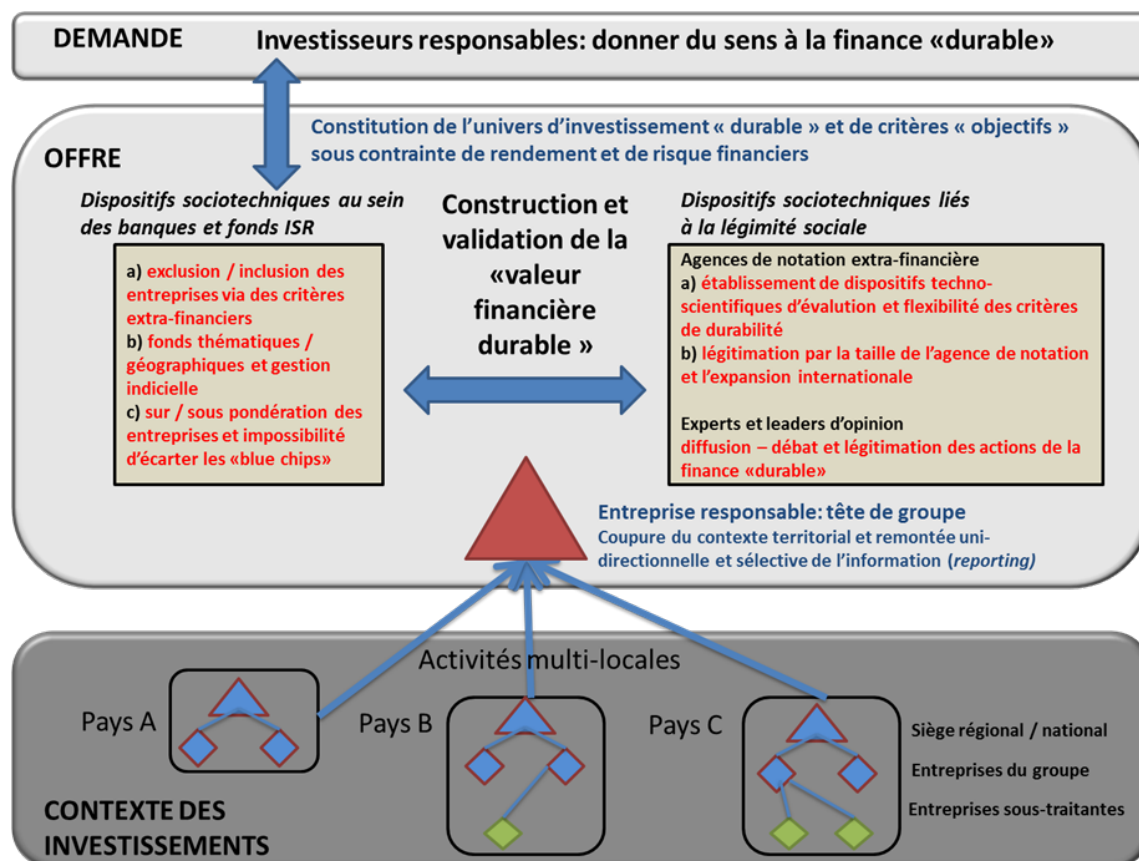 DEMANDE Investisseurs responsables: donner du sens à la finance «durable»
Constitution de l’univers d’investissement « durable » et de critères « objectifs »
sous contrainte de rendement et de risque financiers
OFFRE
Dispositifs sociotechniques au sein
des banques et fonds ISR
a) exclusion / inclusion des
entreprises via des critères
extra-financiers
b) fonds thématiques /
géographiques et gestion
indicielle
c) sur / sous pondération des
entreprises et impossibilité
d’écarter les «blue chips»
Construction et
validation de la
«valeur
financière
durable »
Dispositifs sociotechniques liés
à la légimité sociale
Agences de notation extra-financière
a) établissement de dispositifs techno-
scientifiques d’évalution et flexibilité des critères
de durabilité
b) légitimation par la taille de l’agence de notation
et l’expansion internationale
Experts et leaders d’opinion
diffusion – débat et légitimation des actions de la
finance «durable»
Entreprise responsable: tête de groupe
Coupure du contexte territorial et remontée uni-
directionnelle et sélective de l’information (reporting)
Activités multi-locales
Pays A
Pays B
Pays C
Siège régional / national
Entreprises du groupe
Entreprises sous-traitantes
CONTEXTE DES
INVESTISSEMENTS